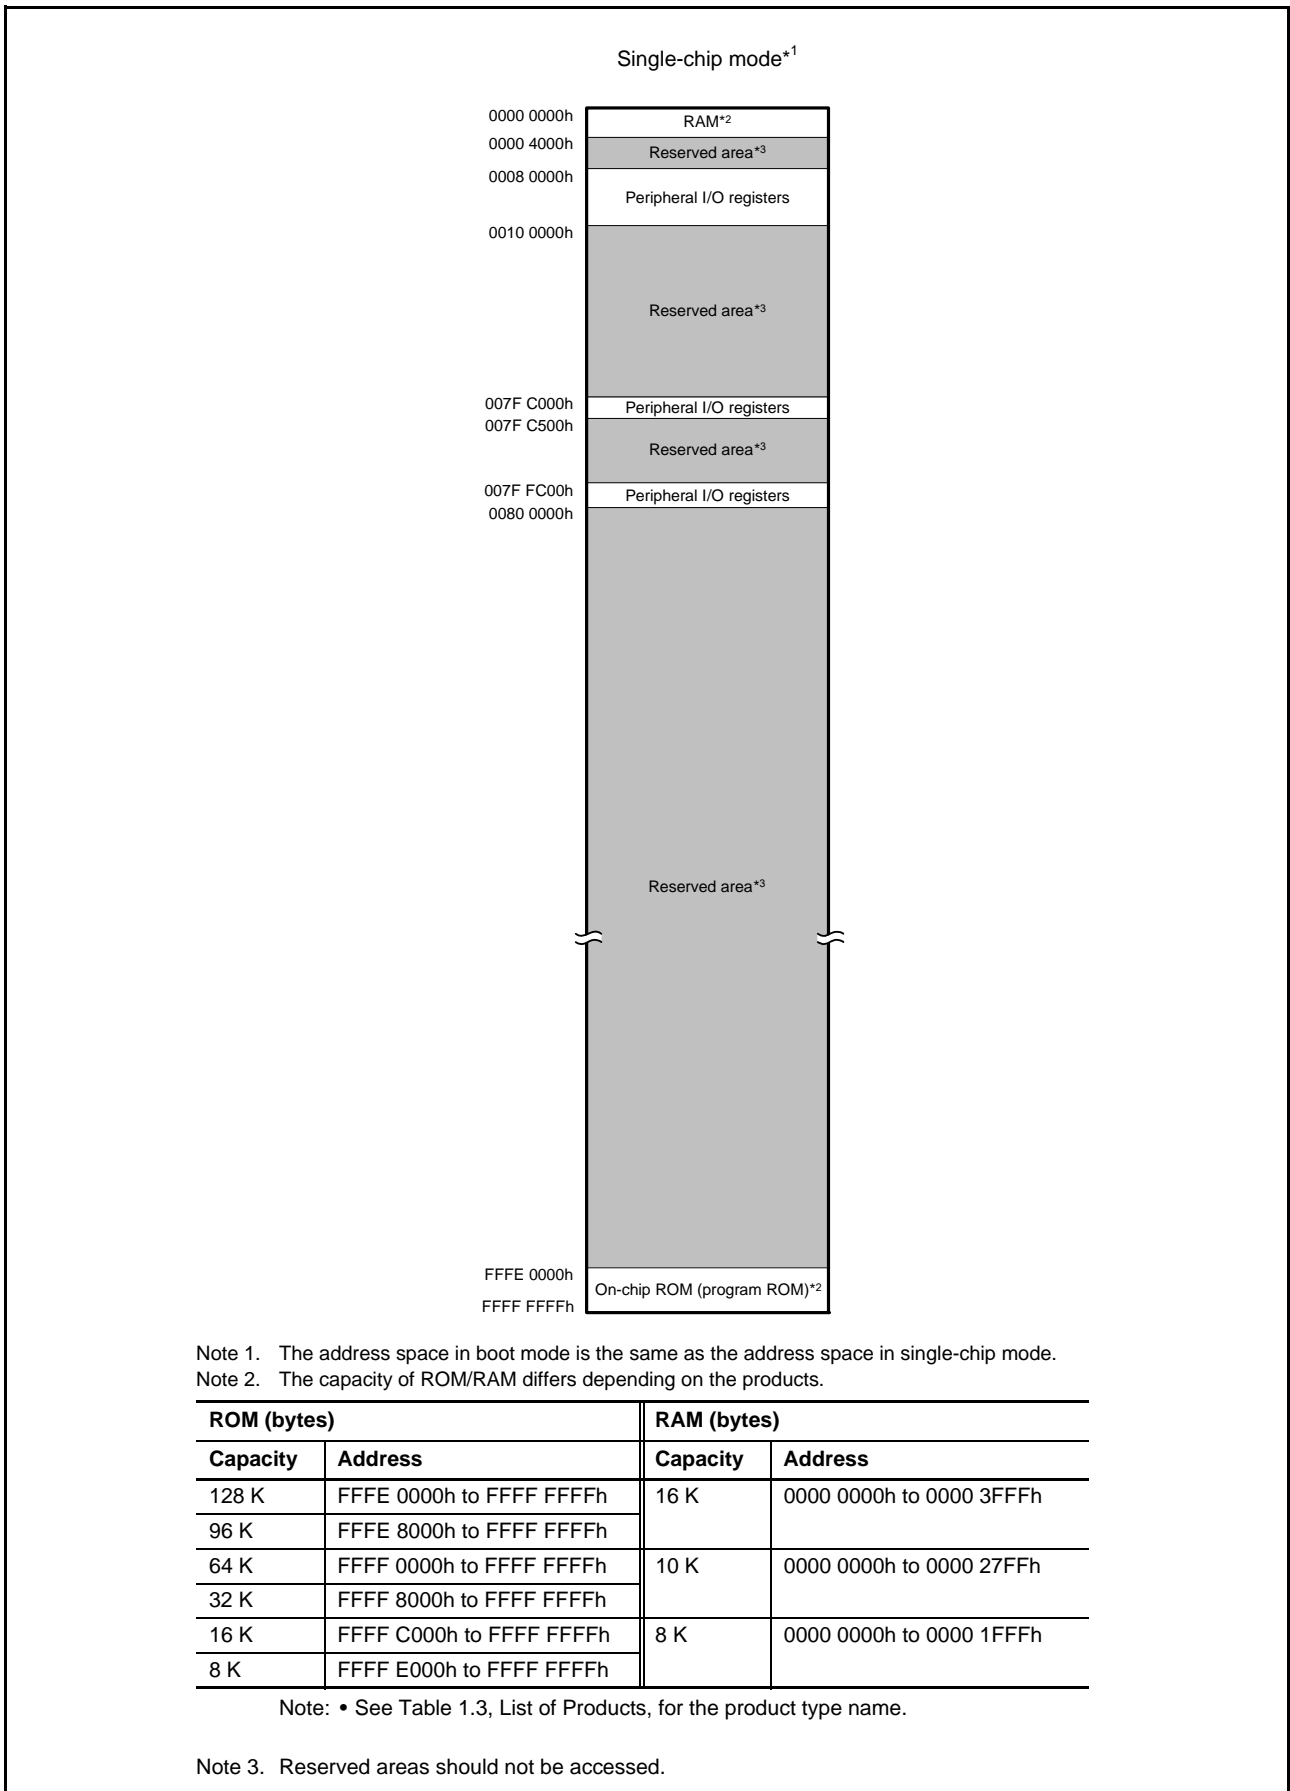 Single-chip mode*1
0000 0000h
RAM*2
0000 4000h
Reserved area*3
0008 0000h
Peripheral I/O registers
0010 0000h
Reserved area*3
007F C000h
Peripheral I/O registers
007F C500h
Reserved area*3
007F FC00h
Peripheral I/O registers
0080 0000h
Reserved area*3
FFFE 0000h
On-chip ROM (program ROM)*2
FFFF FFFFh
Note 1. The address space in boot mode is the same as the address space in single-chip mode.
Note 2. The capacity of ROM/RAM differs depending on the products.
ROM (bytes) RAM (bytes)
Capacity Address Capacity Address
128 K FFFE 0000h to FFFF FFFFh 16 K 0000 0000h to 0000 3FFFh
96 K FFFE 8000h to FFFF FFFFh
64 K FFFF 0000h to FFFF FFFFh 10 K 0000 0000h to 0000 27FFh
32 K FFFF 8000h to FFFF FFFFh
16 K FFFF C000h to FFFF FFFFh 8 K 0000 0000h to 0000 1FFFh
8 K FFFF E000h to FFFF FFFFh
Note: • See Table 1.3, List of Products, for the product type name.
Note 3. Reserved areas should not be accessed.